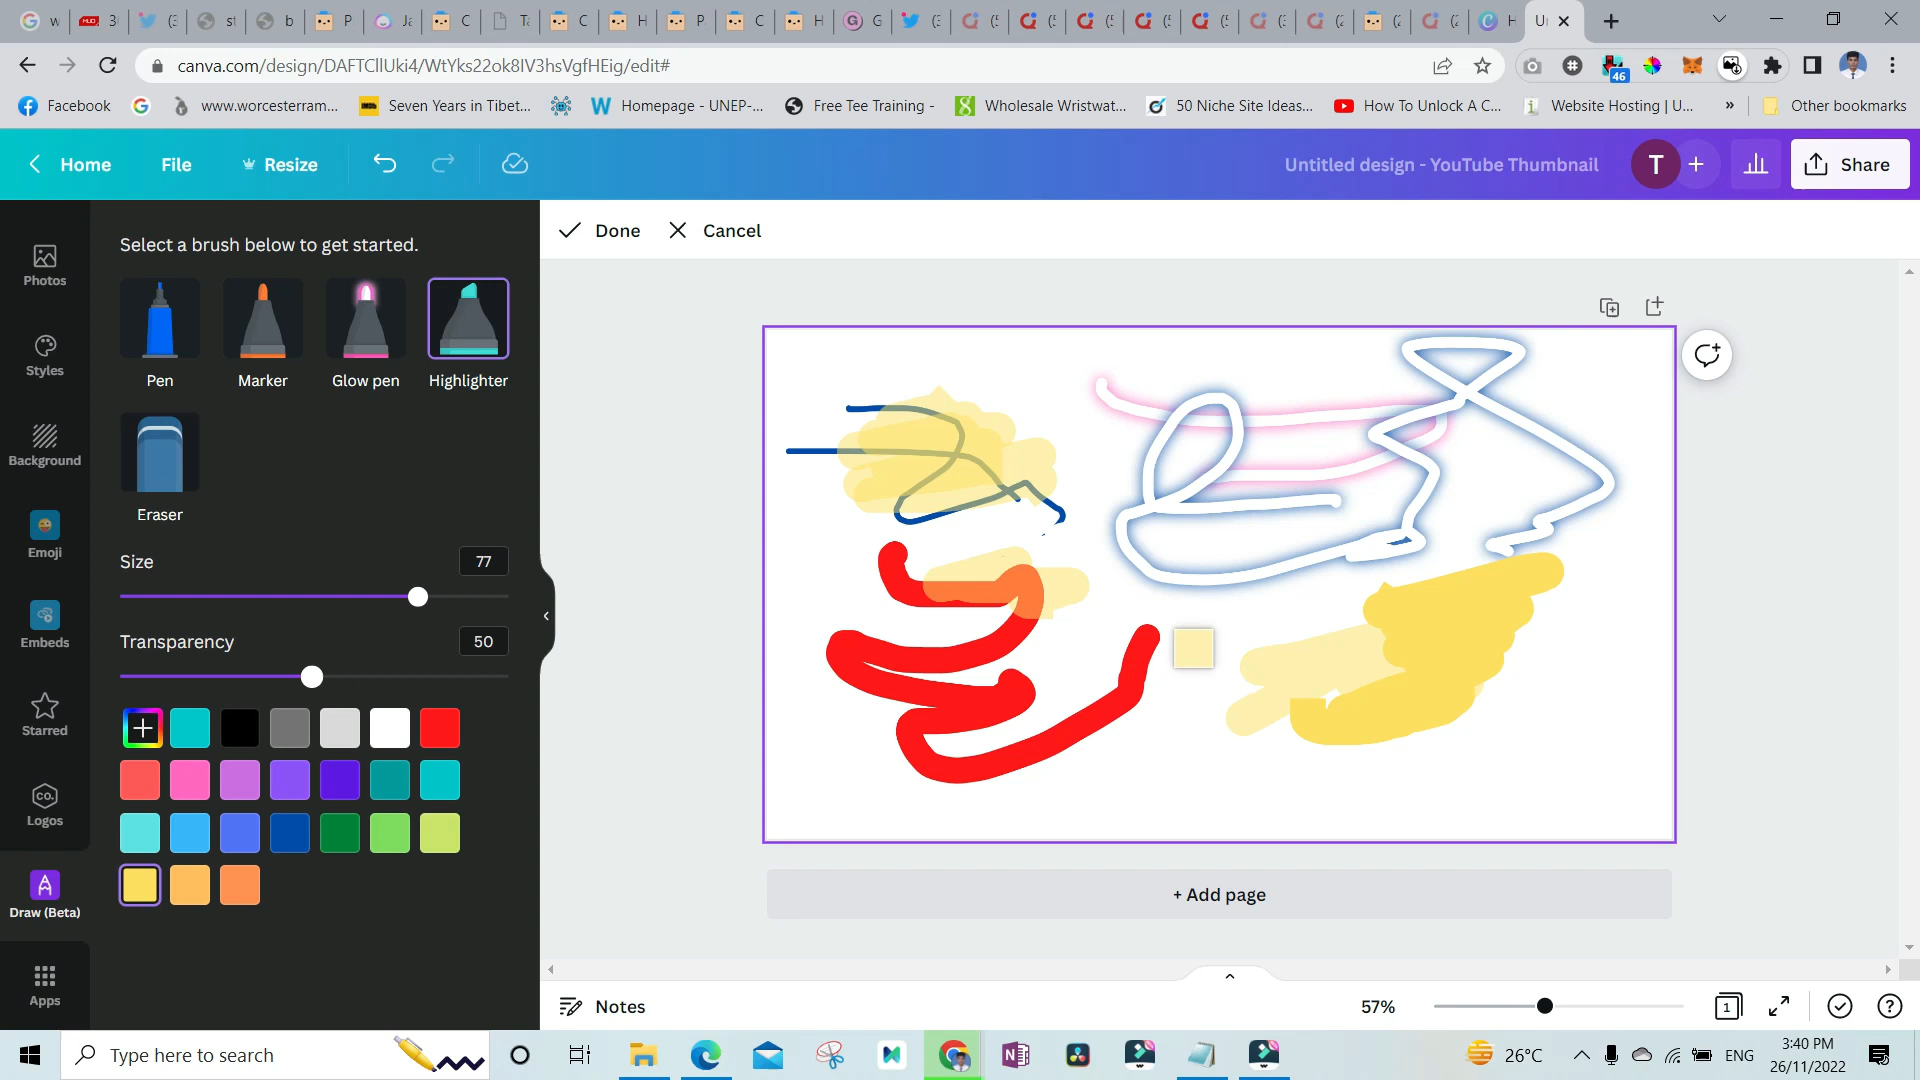 canva.com/design/DAFTCllUki4/WtYks22ok8IV3hsVgfHEig/edit#
46
Facebook
www.worcesterram...
Seven Years in Tibet...
Homepage - UNEP-...
Free Tee Training -
Wholesale Wristwat...
50 Niche Site Ideas...
How To Unlock A C...
Website Hosting | U...
»
Other bookmarks
Home
File
Resize
Untitled design - YouTube Thumbnail
T
+
Share
Select a brush below to get started.
Done
Cancel
Photos
Styles
Background
Emoji
Embeds
Starred
Logos
Draw (Beta)
Apps
Pen
Marker
Glow pen
Highlighter
Eraser
Size
77
Transparency
50
CO.
+ Add page
Notes
57%
1
Type here to search
26°C
ENG
3:40 PM
26/11/2022